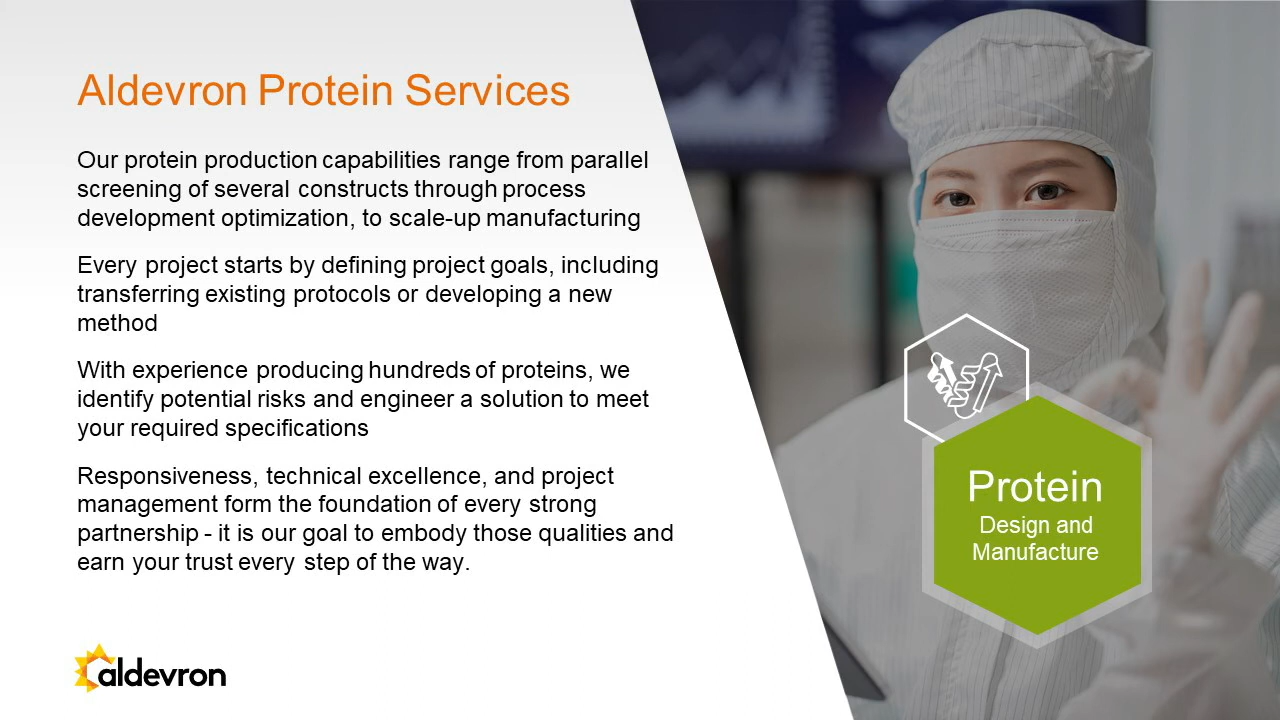 Aldevron Protein Services
Our protein production capabilities range from parallel
screening of several constructs through process
development optimization, to scale-up manufacturing
Every project starts by defining project goals, including
transferring existing protocols or developing a new
method
With experience producing hundreds of proteins, we
identify potential risks and engineer a solution to meet
your required specifications
Responsiveness, technical excellence, and project
management form the foundation of every strong
partnership - it is our goal to embody those qualities and
earn your trust every step of the way.
Protein
Design and
Manufacture
aldevron